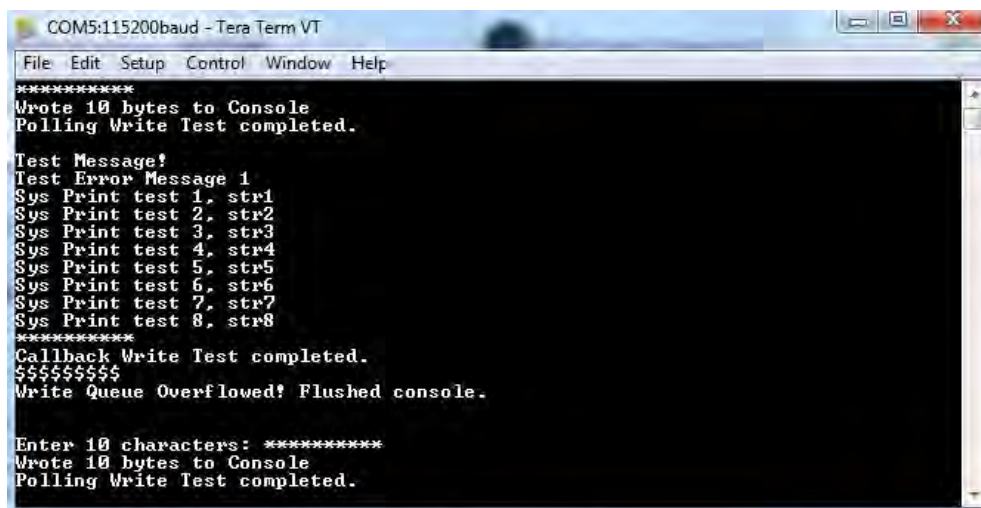 COM5:115200baud - Tera Term VT
File Edit Setup Control Window Help
**********
Wrote 10 bytes to Console
Polling Write Test completed.
Test Message!
Test Error Message 1
Sys Print test 1, str1
Sys Print test 2, str2
Sys Print test 3, str3
Sys Print test 4, str4
Sys Print test 5, str5
Sys Print test 6, str6
Sys Print test 7, str7
Sys Print test 8, str8
**********
Callback Write Test completed.
$$$$$$$$$
Write Queue Overflowed! Flushed console.
Enter 10 characters: **********
Wrote 10 bytes to Console
Polling Write Test completed.